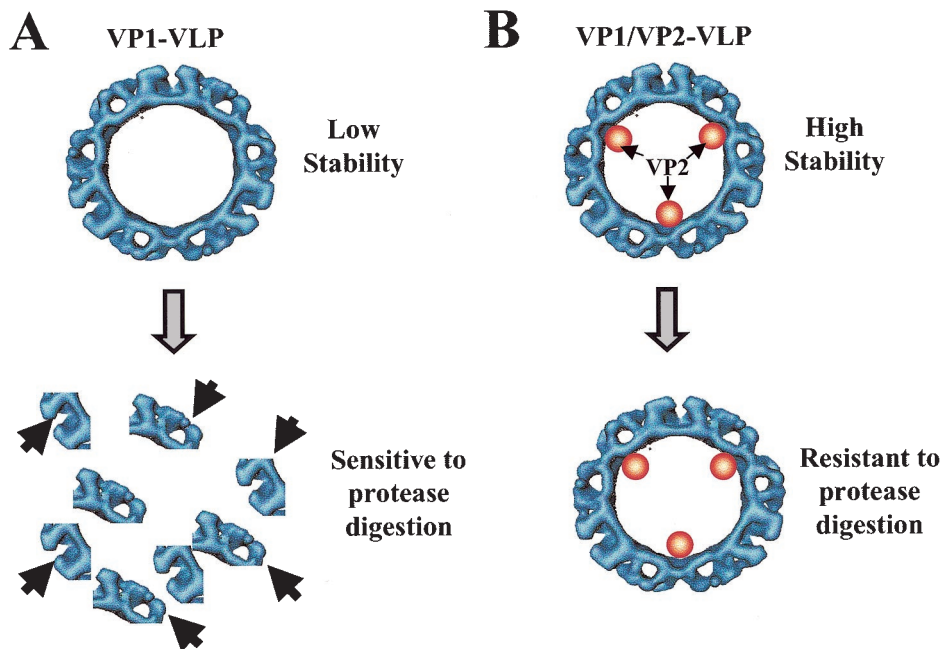 A
VP1-VLP
Low
Stability
Sensitive to
protease
digestion
B
VP1/VP2-VLP
VP2
High
Stability
Resistant to
protease
digestion